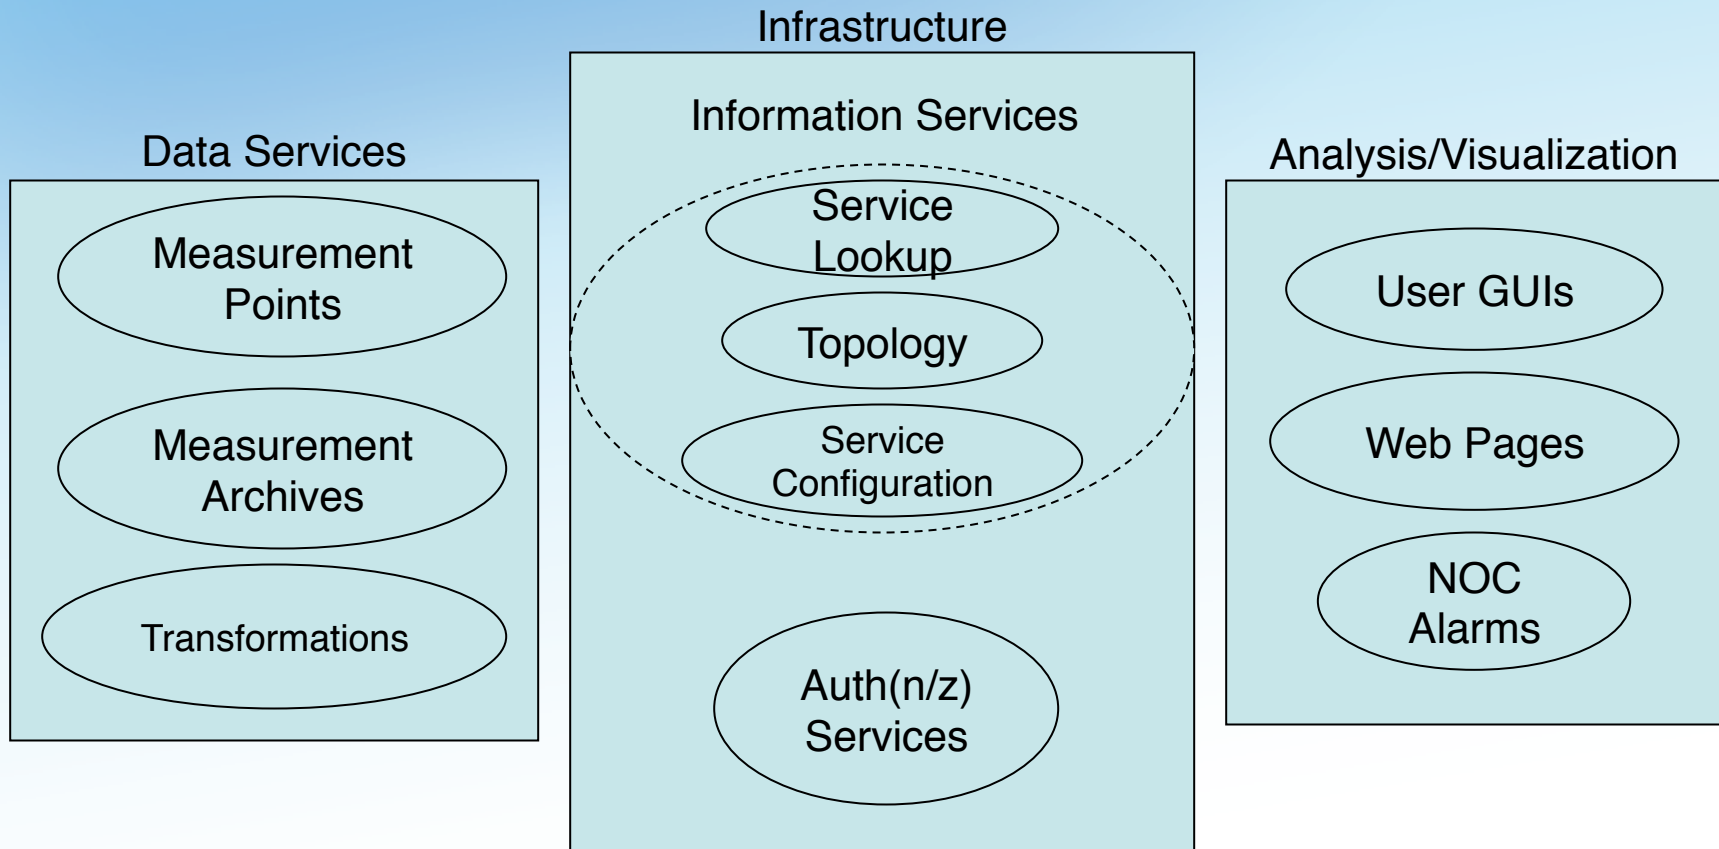 Infrastructure
Data Services
Measurement
Points
Measurement
Archives
Transformations
Information Services
Service
Lookup
Topology
Service
Configuration
Auth(n/z)
Services
Analysis/Visualization
User GUIs
Web Pages
NOC
Alarms